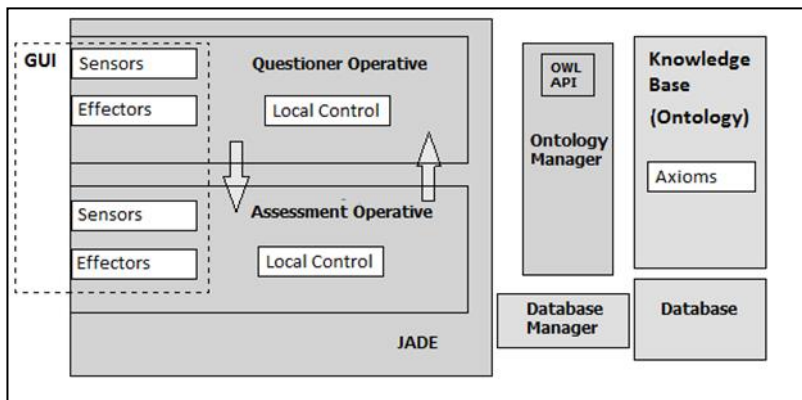 GUI
Sensors
Questioner Operative
Effectors
Local Control
Sensors
Assessment Operative
Effectors
Local Control
JADE
OWL
API
Ontology
Manager
Knowledge
Base
(Ontology)
Axioms
Database
Manager
Database